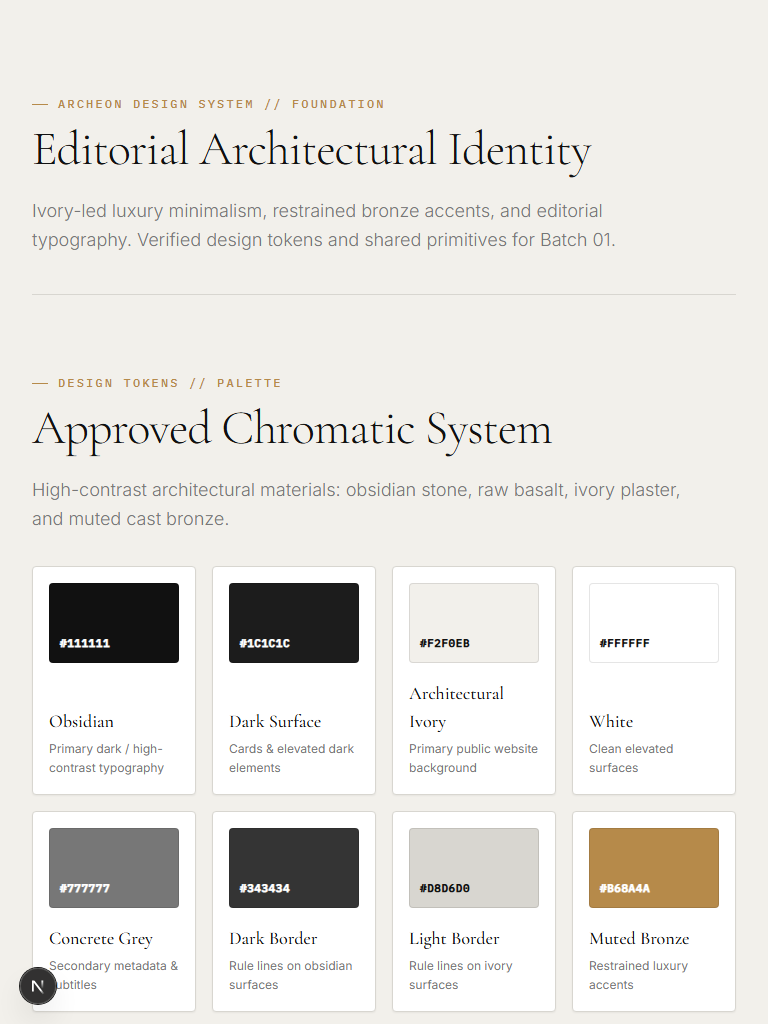 — ARCHEON DESIGN SYSTEM // FOUNDATION
Editorial Architectural Identity
Ivory-led luxury minimalism, restrained bronze accents, and editorial
typography. Verified design tokens and shared primitives for Batch 01.
— DESIGN TOKENS // PALETTE
Approved Chromatic System
High-contrast architectural materials: obsidian stone, raw basalt, ivory plaster,
and muted cast bronze.
#111111
Obsidian
Primary dark / high-
contrast typography
#1C1C1C
Dark Surface
Cards & elevated dark
elements
#F2F0EB
Architectural
Ivory
Primary public website
background
#FFFFFF
White
Clean elevated
surfaces
#777777
Concrete Grey
Secondary metadata &
ubtitles
#343434
Dark Border
Rule lines on obsidian
surfaces
#D8D6D0
Light Border
Rule lines on ivory
surfaces
#B68A4A
Muted Bronze
Restrained luxury
accents
N